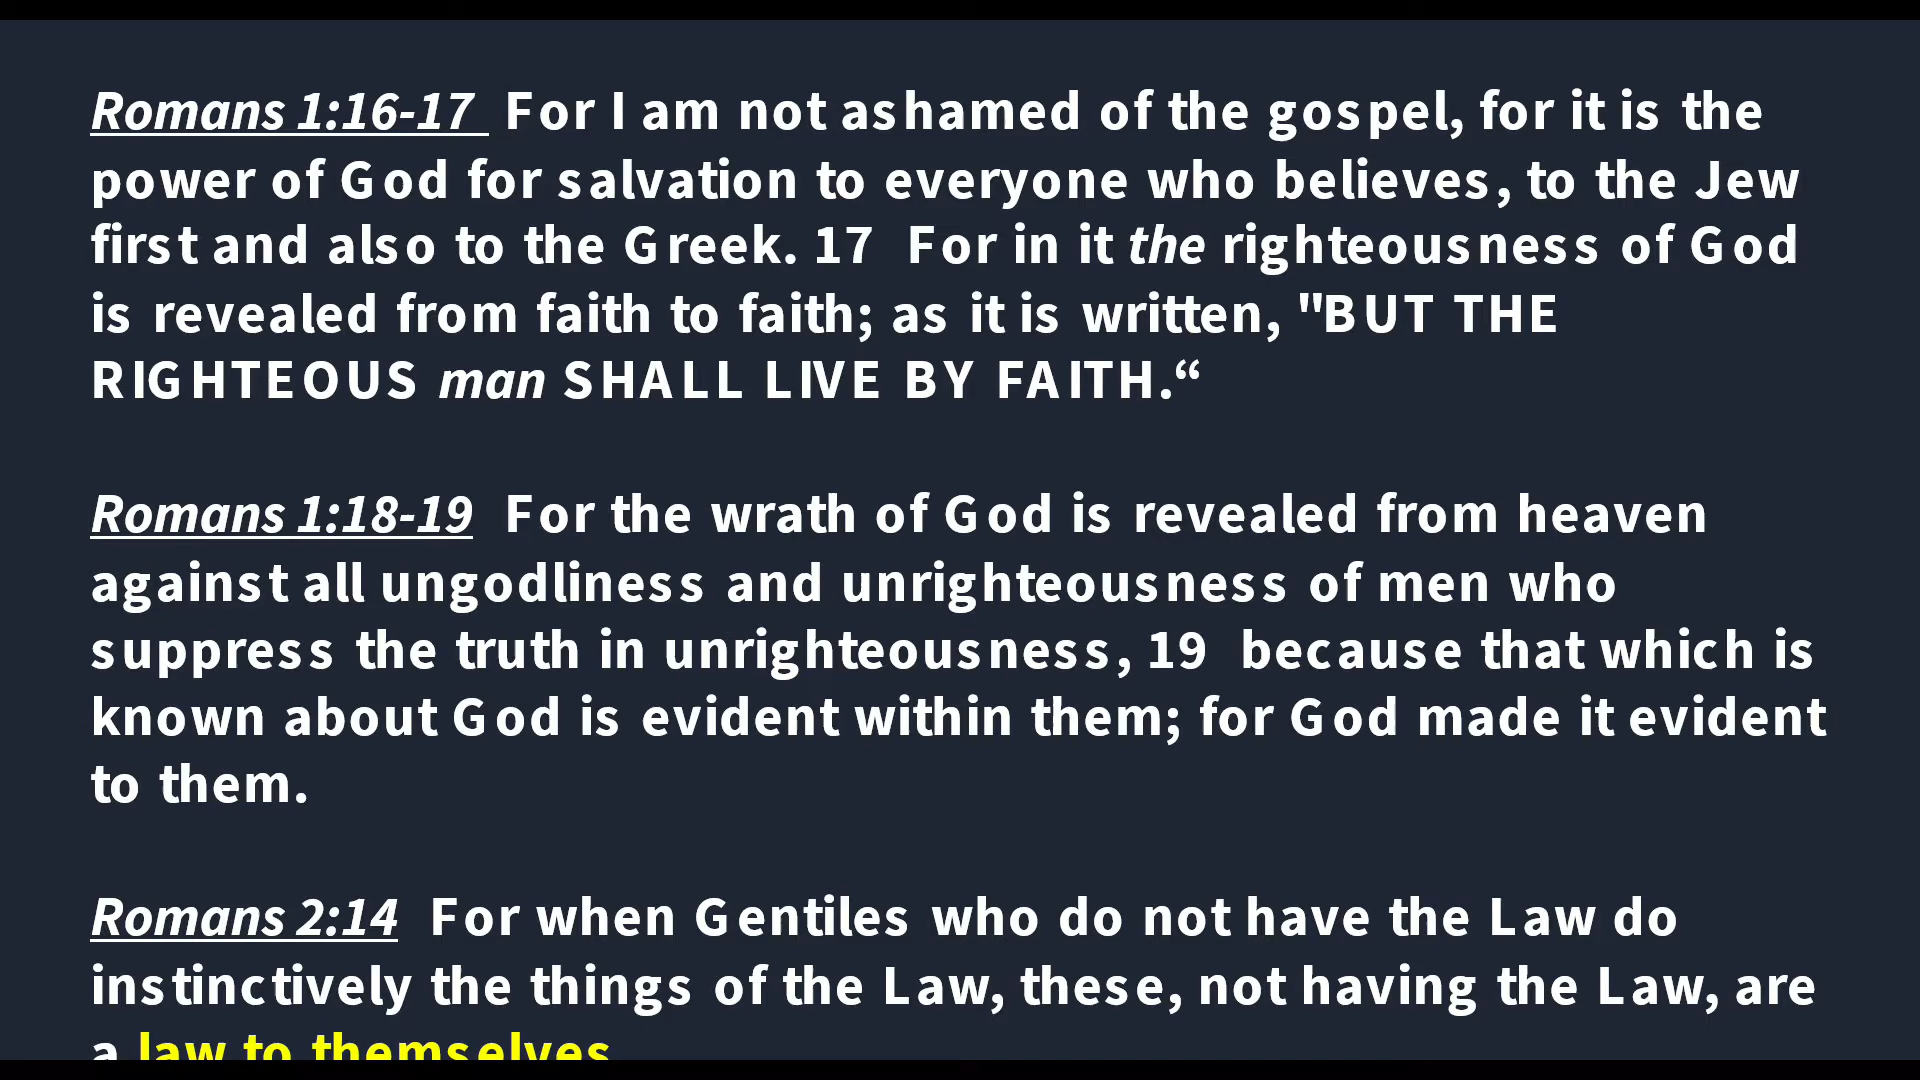 Romans 1:16-17 For I am not ashamed of the gospel, for it is the
power of God for salvation to everyone who believes, to the Jew
first and also to the Greek. 17 For in it the righteousness of God
is revealed from faith to faith; as it is written, "BUT THE
RIGHTEOUS man SHALL LIVE BY FAITH.“
Romans 1:18-19 For the wrath of God is revealed from heaven
against all ungodliness and unrighteousness of men who
suppress the truth in unrighteousness, 19 because that which is
known about God is evident within them; for God made it evident
to them.
Romans 2:14 For when Gentiles who do not have the Law do
instinctively the things of the Law, these, not having the Law, are
a law to themselves